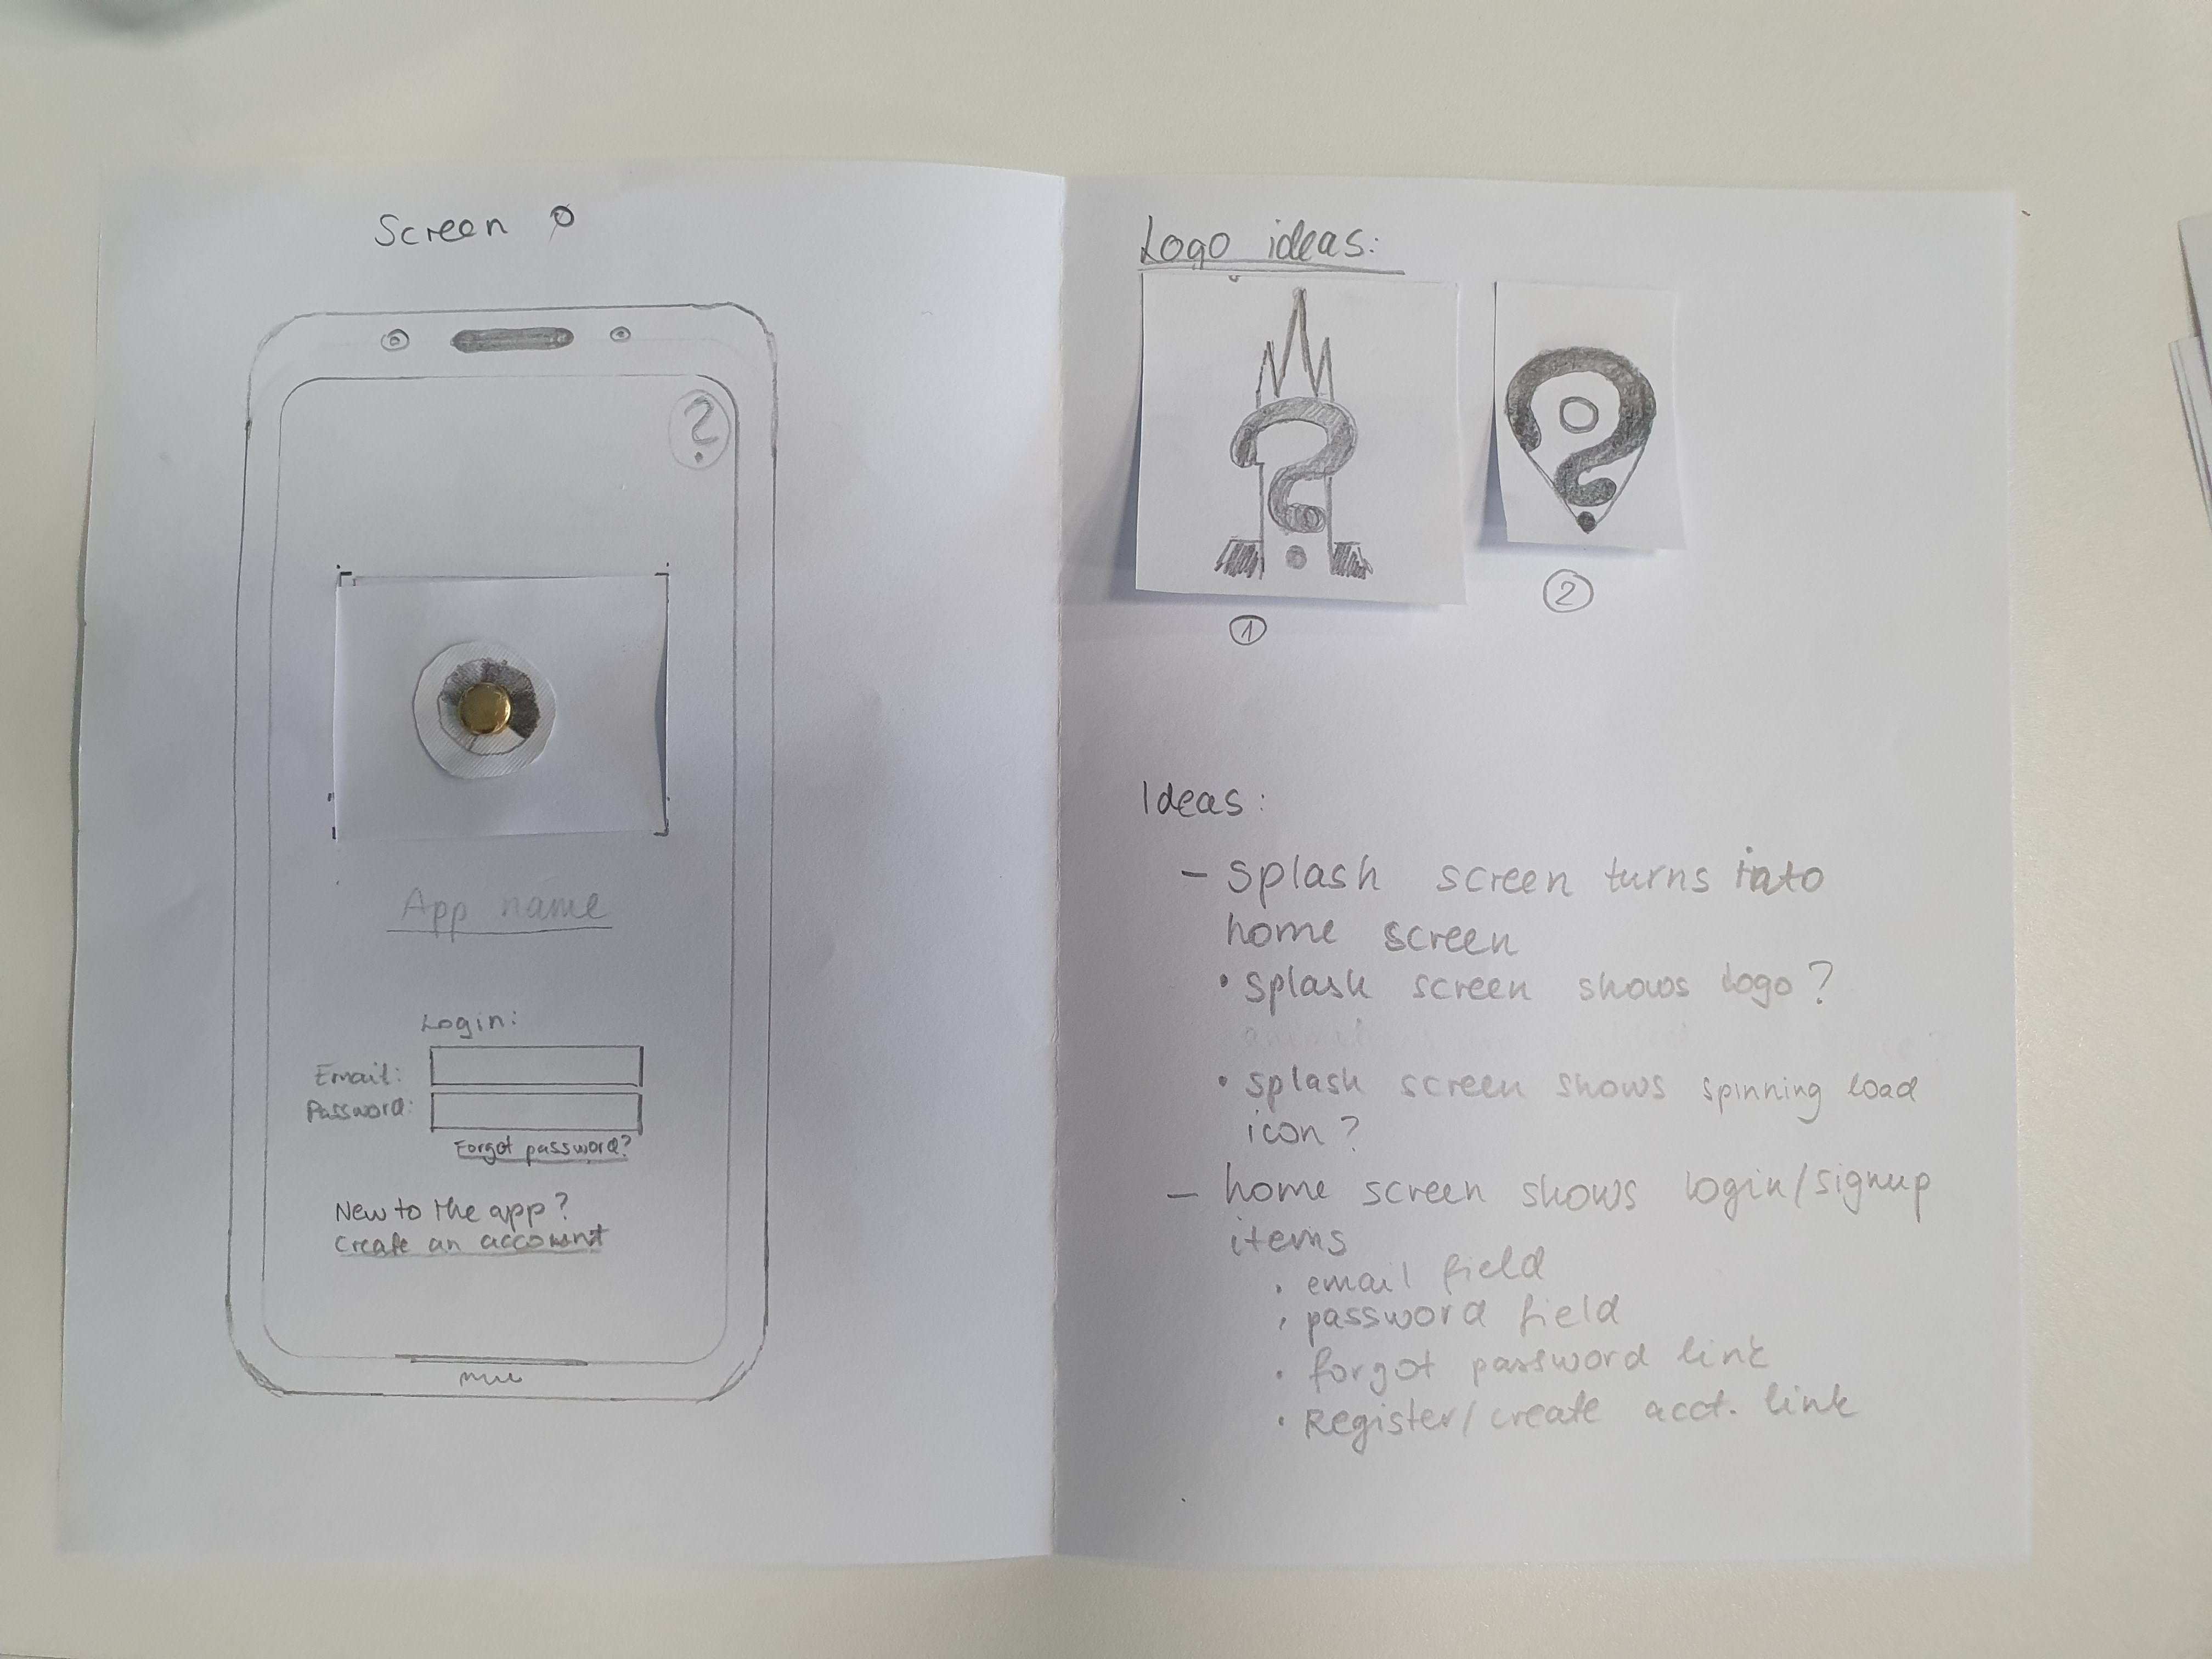 Screen 0
?
App name
Login:
Email:
Password:
Forgot password?
New to the app?
Create an account
Logo ideas:
?
1
2
Ideas:
- Splash screen turns into
home screen
• Splash screen shows logo?
• splash screen shows spinning load
icon?
- home screen shows login/signup
items
• email field
• password field
• forgot password link
• Register/create acct. link